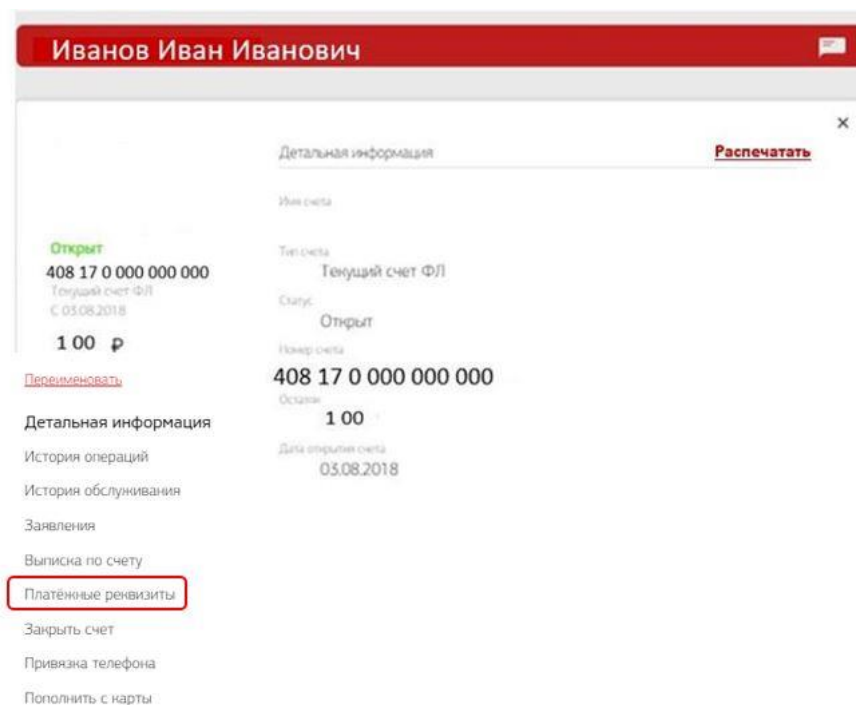 Иванов Иван Иванович
Детальная информация
Распечатать
Имя счета
Открыт
408 17 0 000 000 000
Текущий счет ФЛ
С 03.08.2018
1 00 ₽
Переименовать
Детальная информация
История операций
История обслуживания
Заявления
Выписка по счету
Платёжные реквизиты
Закрыть счет
Привязка телефона
Пополнить с карты
Тип счета
Текущий счет ФЛ
Статус
Открыт
Номер счета
408 17 0 000 000 000
Остаток
1 00
Дата открытия счета
03.08.2018